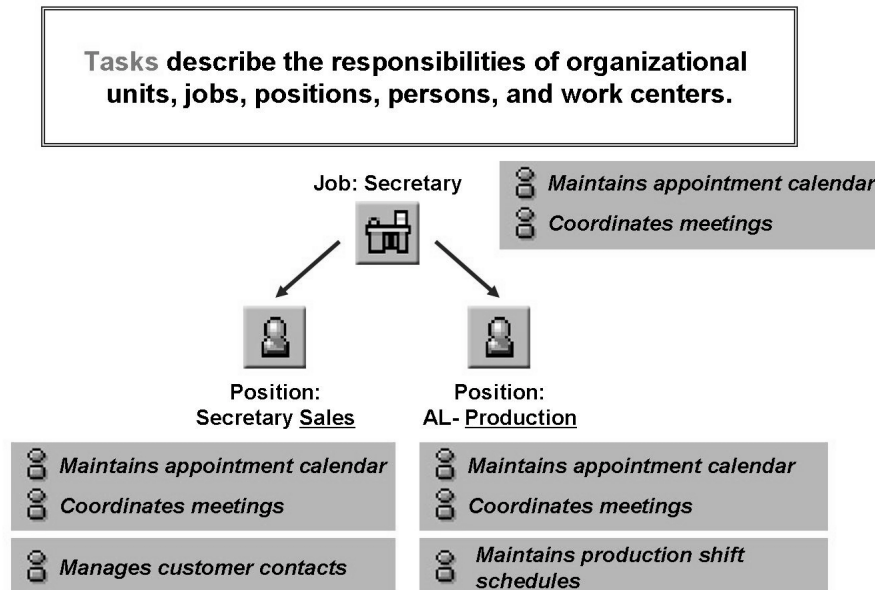 Tasks describe the responsibilities of organizational
units, jobs, positions, persons, and work centers.
Job: Secretary
Maintains appointment calendar
Coordinates meetings
Position:
Secretary Sales
Position:
AL- Production
Maintains appointment calendar
Coordinates meetings
Manages customer contacts
Maintains appointment calendar
Coordinates meetings
Maintains production shift
schedules